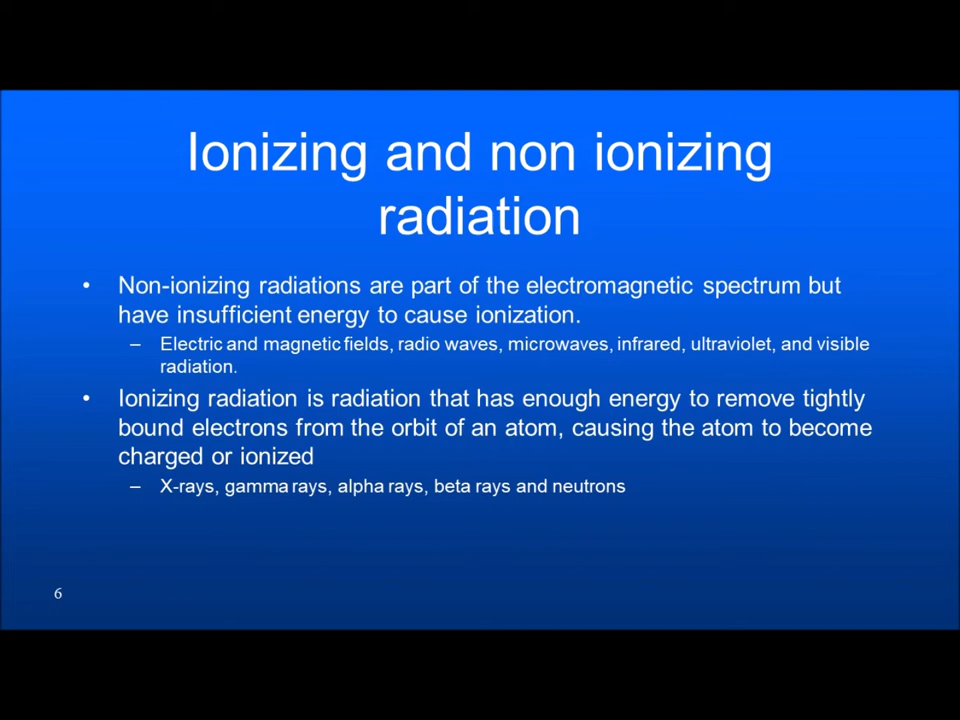 Ionizing and non ionizing
radiation
• Non-ionizing radiations are part of the electromagnetic spectrum but
have insufficient energy to cause ionization.
– Electric and magnetic fields, radio waves, microwaves, infrared, ultraviolet, and visible
radiation.
• Ionizing radiation is radiation that has enough energy to remove tightly
bound electrons from the orbit of an atom, causing the atom to become
charged or ionized
– X-rays, gamma rays, alpha rays, beta rays and neutrons
6